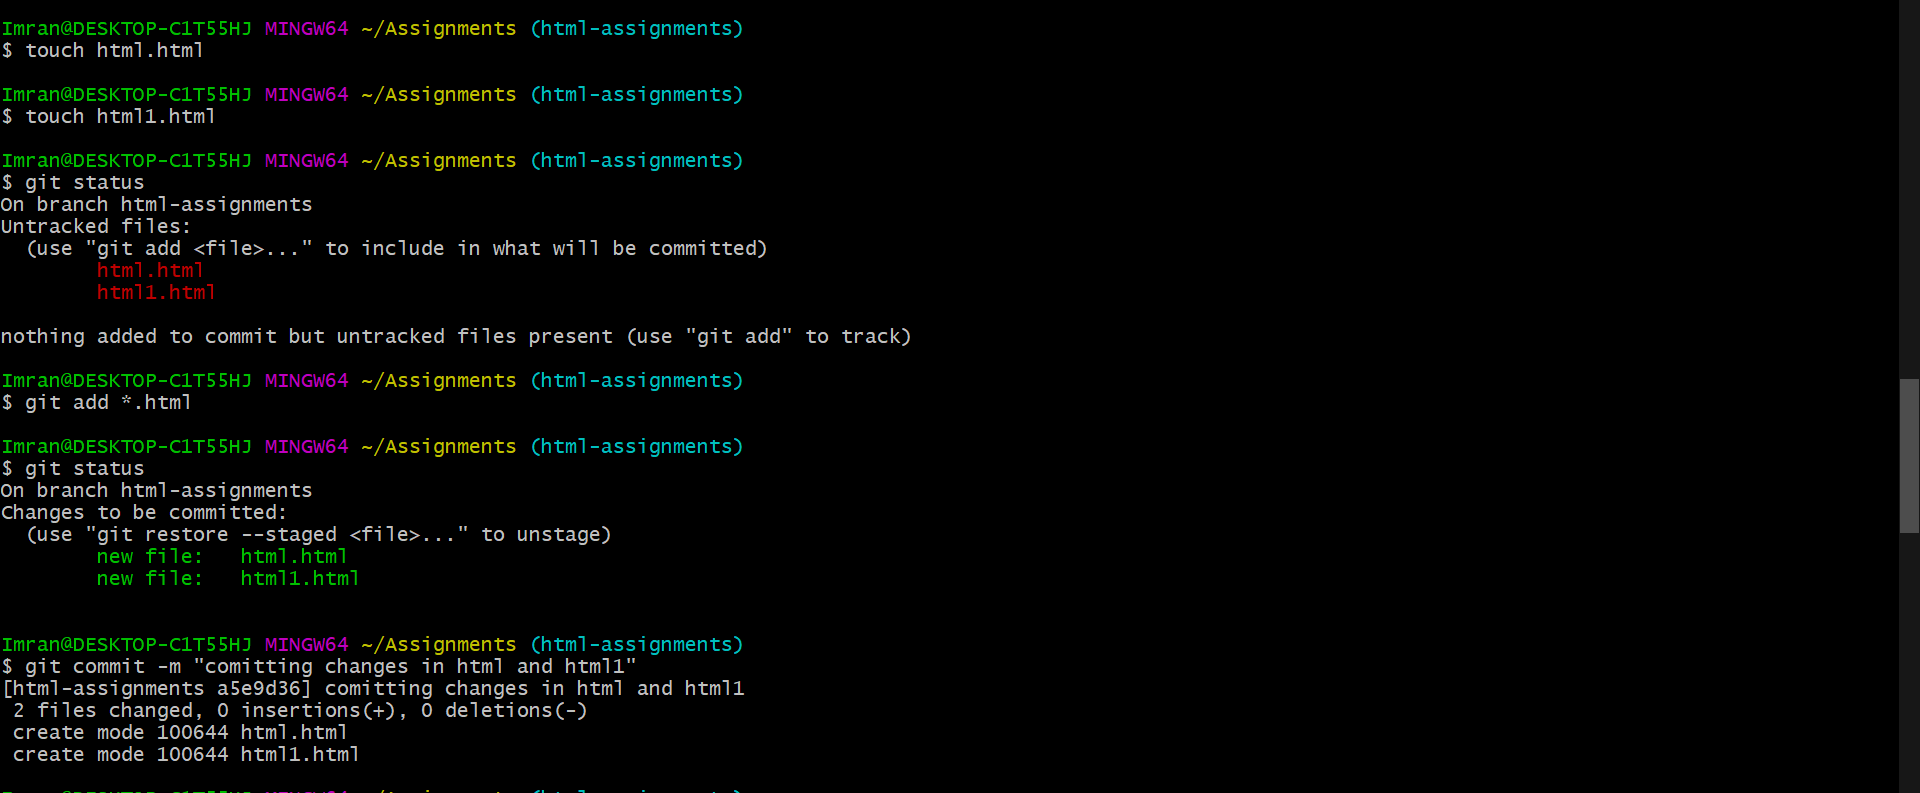 Imran@DESKTOP-C1T55HJ MINGW64 ~/Assignments (html-assignments)
$ touch html.html
Imran@DESKTOP-C1T55HJ MINGW64 ~/Assignments (html-assignments)
$ touch html1.html
Imran@DESKTOP-C1T55HJ MINGW64 ~/Assignments (html-assignments)
$ git status
On branch html-assignments
Untracked files:
  (use "git add <file>..." to include in what will be committed)
        html.html
        html1.html
nothing added to commit but untracked files present (use "git add" to track)
Imran@DESKTOP-C1T55HJ MINGW64 ~/Assignments (html-assignments)
$ git add *.html
Imran@DESKTOP-C1T55HJ MINGW64 ~/Assignments (html-assignments)
$ git status
On branch html-assignments
Changes to be committed:
  (use "git restore --staged <file>..." to unstage)
        new file:   html.html
        new file:   html1.html
Imran@DESKTOP-C1T55HJ MINGW64 ~/Assignments (html-assignments)
$ git commit -m "comitting changes in html and html1"
[html-assignments a5e9d36] comitting changes in html and html1
 2 files changed, 0 insertions(+), 0 deletions(-)
 create mode 100644 html.html
 create mode 100644 html1.html